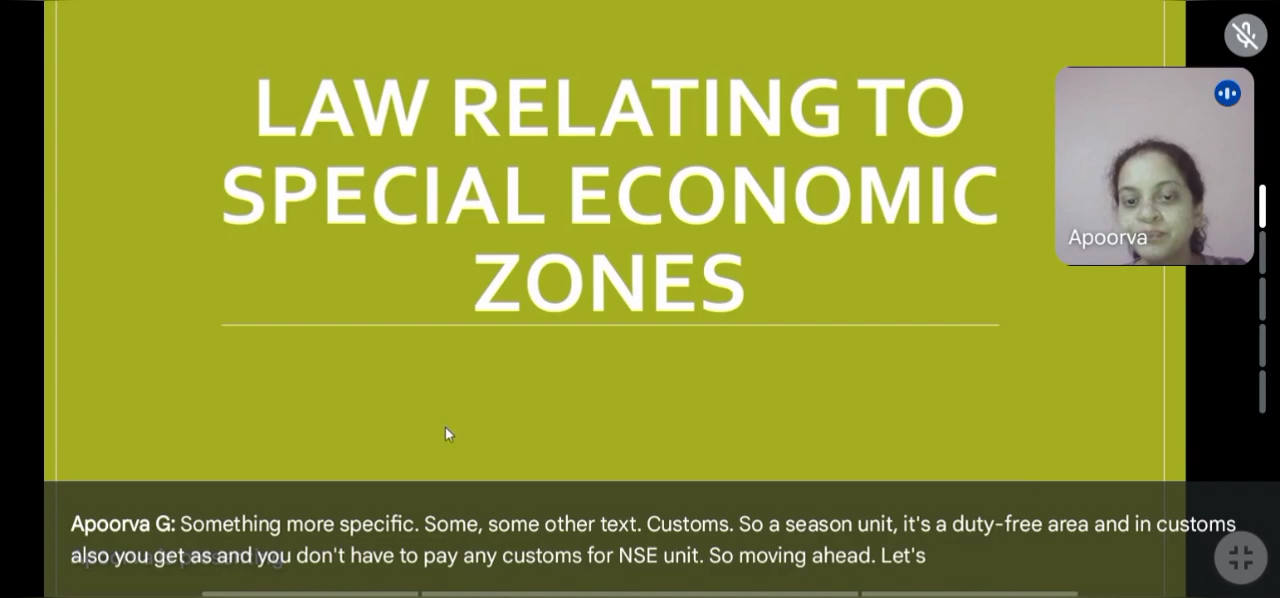 LAW RELATING TO
SPECIAL ECONOMIC
ZONES
Apoorva
Apoorva G: Something more specific. Some, some other text. Customs. So a season unit, it's a duty-free area and in customs
also you get as and you don't have to pay any customs for NSE unit. So moving ahead. Let's